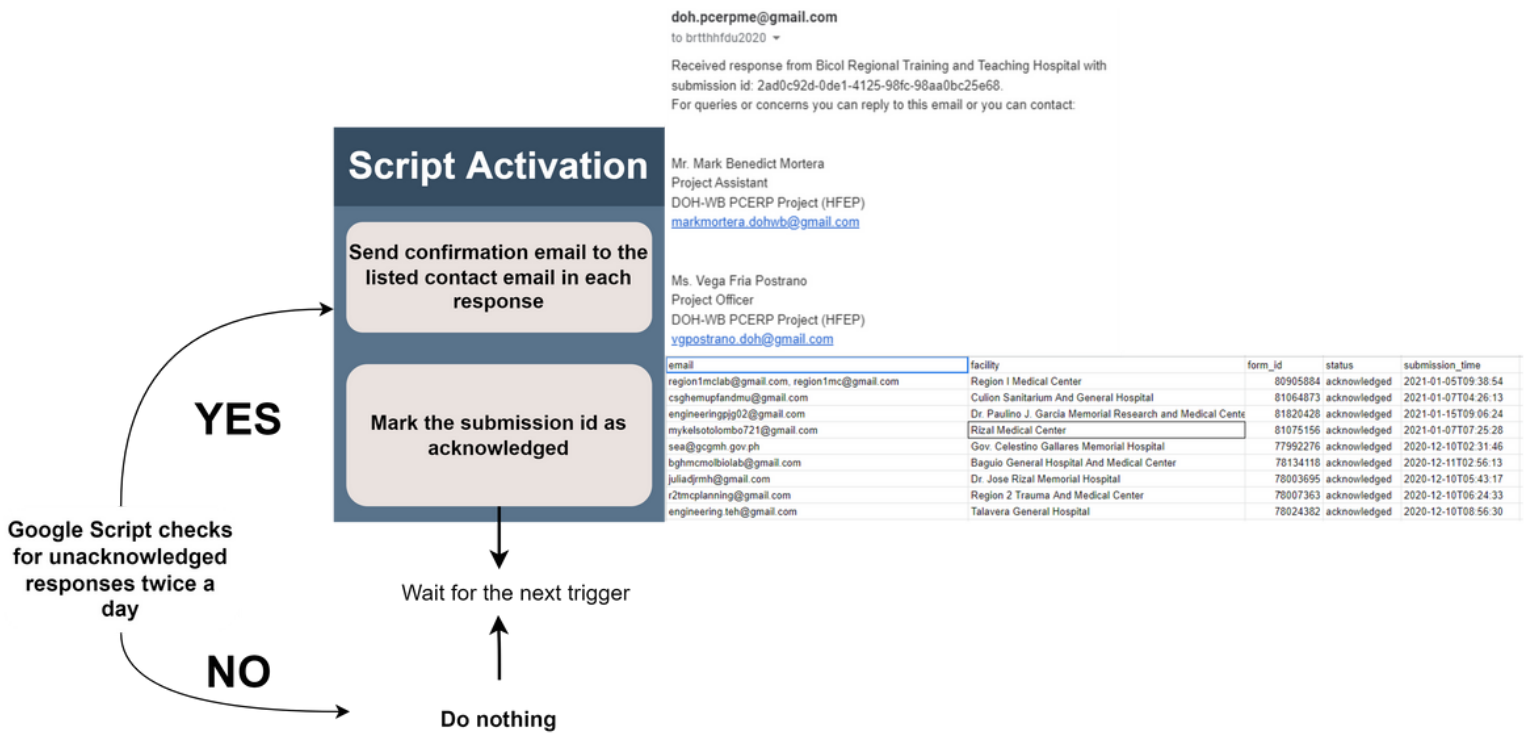 doh.pcerpme@gmail.com
to brtthhfdu2020
Received response from Bicol Regional Training and Teaching Hospital with
submission id: 2ad0c92d-0de1-4125-98fc-98aa0bc25e68.
For queries or concerns you can reply to this email or you can contact:
Mr. Mark Benedict Mortera
Project Assistant
DOH-WB PCERP Project (HFEP)
markmortera.dohwb@gmail.com
Ms. Vega Fria Postrano
Project Officer
DOH-WB PCERP Project (HFEP)
vgpostrano.doh@gmail.com
Script Activation
Send confirmation email to the
listed contact email in each
response
Mark the submission id as
acknowledged
email facility form_id status submission_time
region1mclab@gmail.com, region1mc@gmail.com Region I Medical Center 80905884 acknowledged 2021-01-05T09:38:54
csghemupfandmu@gmail.com Culion Sanitarium And General Hospital 81064873 acknowledged 2021-01-07T04:26:13
engineeringpjg02@gmail.com Dr. Paulino J. Garcia Memorial Research and Medical Cente 81820428 acknowledged 2021-01-15T09:06:24
mykelsotolombo721@gmail.com Rizal Medical Center 81075156 acknowledged 2021-01-07T07:25:28
sea@gcgmh.gov.ph Gov. Celestino Gallares Memorial Hospital 77992276 acknowledged 2020-12-10T02:31:46
bghmcmolbiolab@gmail.com Baguio General Hospital And Medical Center 78134118 acknowledged 2020-12-11T02:56:13
juliadjrmh@gmail.com Dr. Jose Rizal Memorial Hospital 78003695 acknowledged 2020-12-10T05:43:17
r2tmcplanning@gmail.com Region 2 Trauma And Medical Center 78007363 acknowledged 2020-12-10T06:24:33
engineering.teh@gmail.com Talavera General Hospital 78024382 acknowledged 2020-12-10T08:56:30
YES
Google Script checks
for unacknowledged
responses twice a
day
NO
Wait for the next trigger
Do nothing